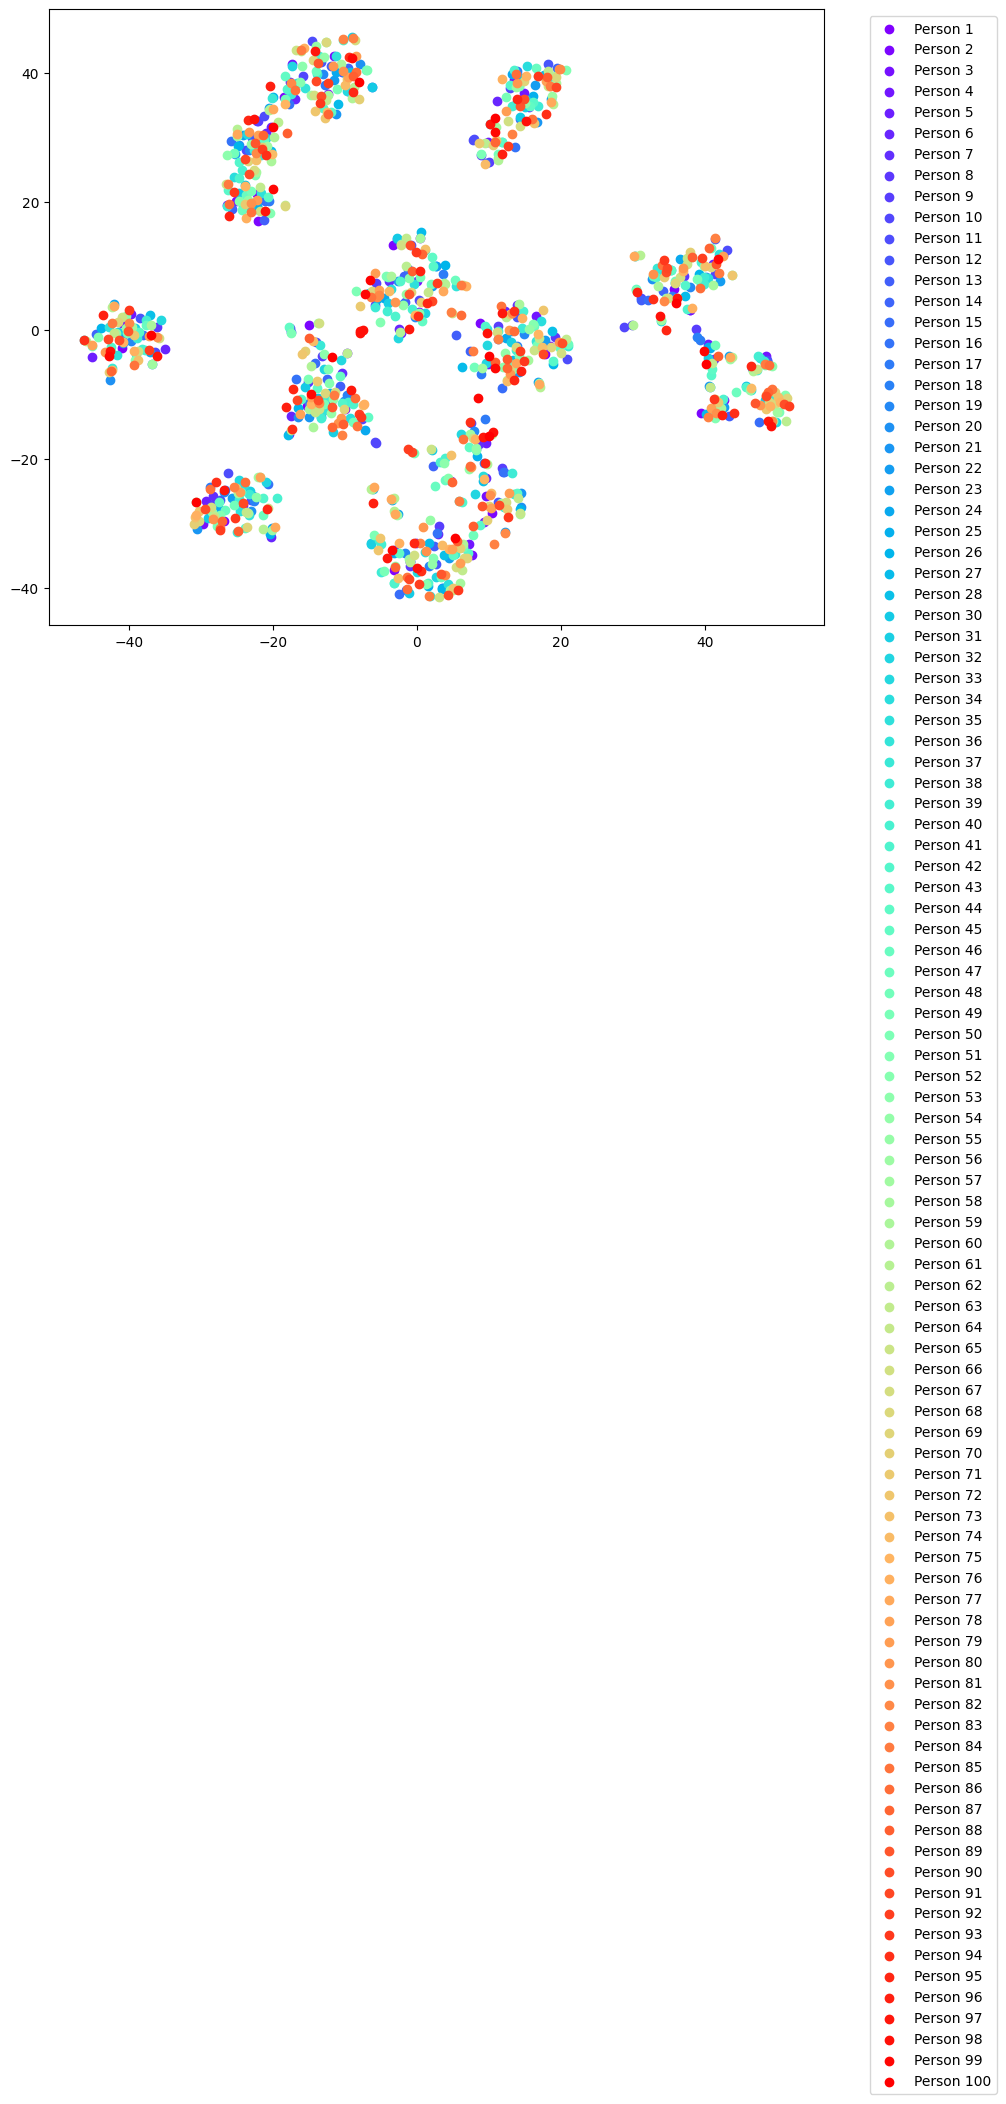 40
20
0
−20
−40
−40
−20
0
20
40
Person 1
Person 2
Person 3
Person 4
Person 5
Person 6
Person 7
Person 8
Person 9
Person 10
Person 11
Person 12
Person 13
Person 14
Person 15
Person 16
Person 17
Person 18
Person 19
Person 20
Person 21
Person 22
Person 23
Person 24
Person 25
Person 26
Person 27
Person 28
Person 30
Person 31
Person 32
Person 33
Person 34
Person 35
Person 36
Person 37
Person 38
Person 39
Person 40
Person 41
Person 42
Person 43
Person 44
Person 45
Person 46
Person 47
Person 48
Person 49
Person 50
Person 51
Person 52
Person 53
Person 54
Person 55
Person 56
Person 57
Person 58
Person 59
Person 60
Person 61
Person 62
Person 63
Person 64
Person 65
Person 66
Person 67
Person 68
Person 69
Person 70
Person 71
Person 72
Person 73
Person 74
Person 75
Person 76
Person 77
Person 78
Person 79
Person 80
Person 81
Person 82
Person 83
Person 84
Person 85
Person 86
Person 87
Person 88
Person 89
Person 90
Person 91
Person 92
Person 93
Person 94
Person 95
Person 96
Person 97
Person 98
Person 99
Person 100